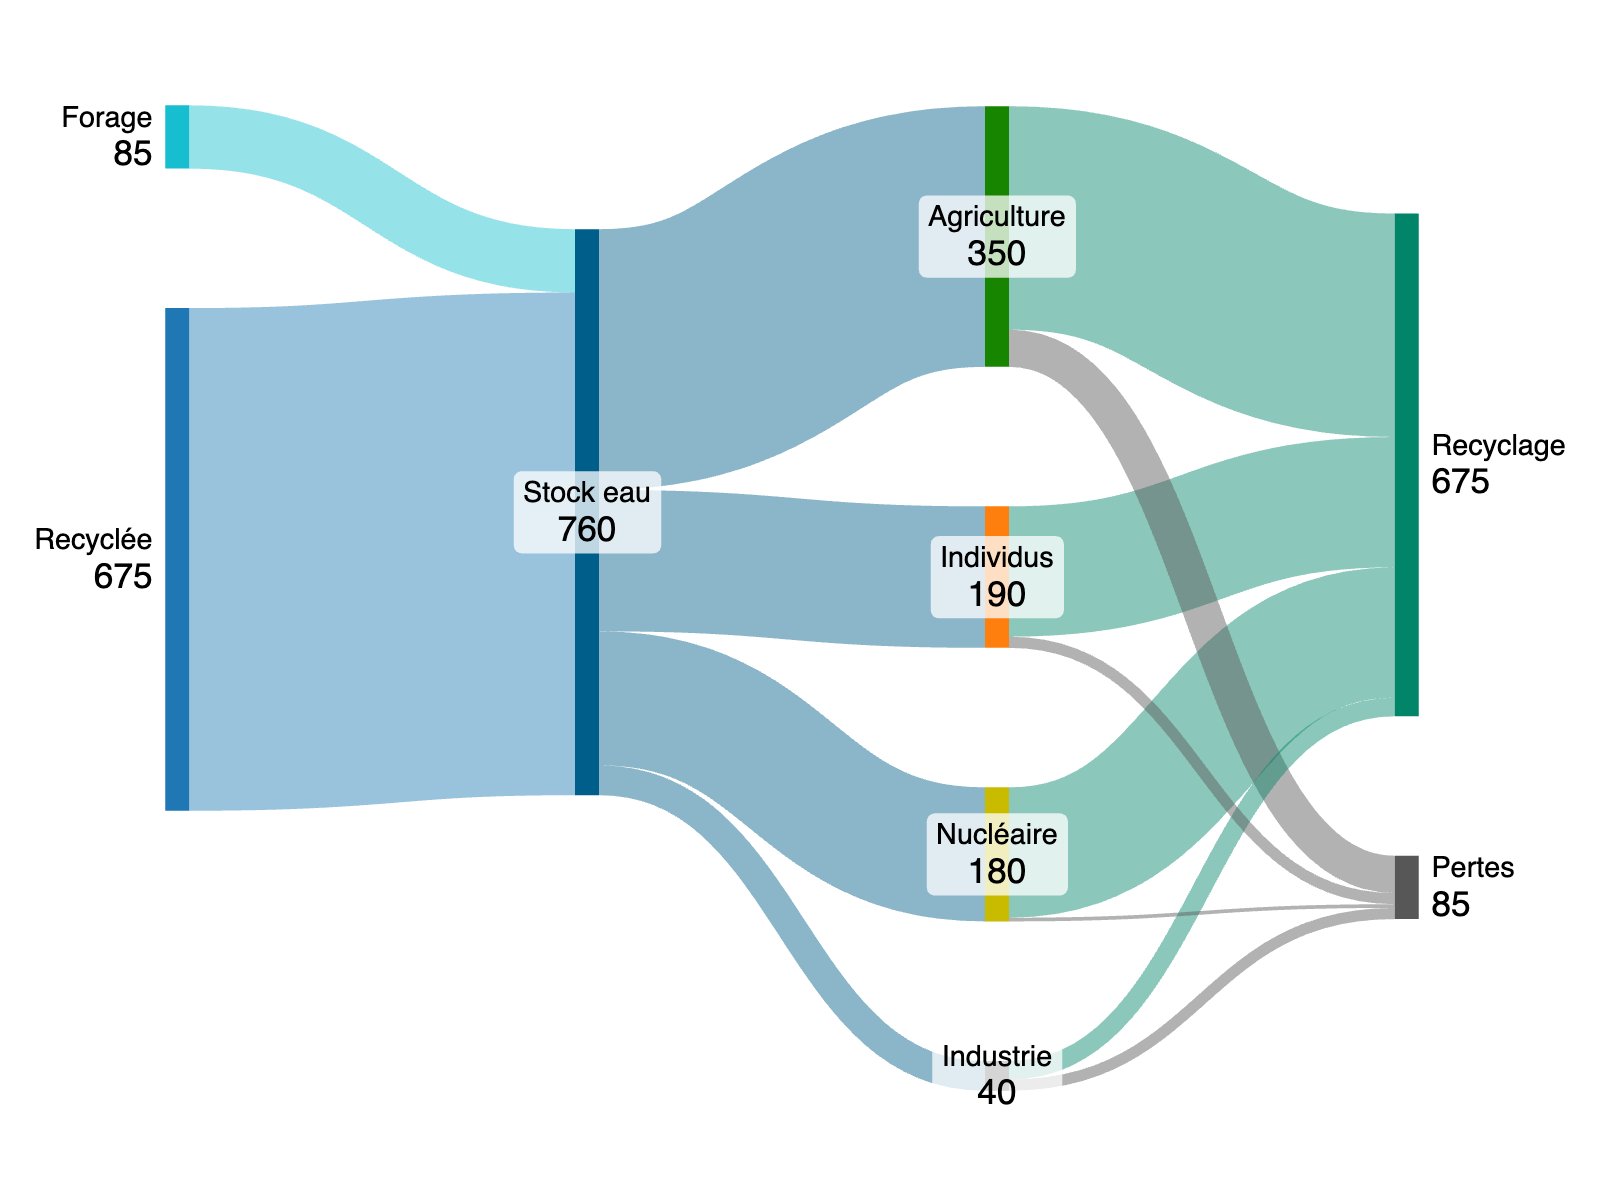 Forage
85
Recyclée
675
Stock eau
760
Agriculture
350
Individus
190
Nucléaire
180
Industrie
40
Recyclage
675
Pertes
85